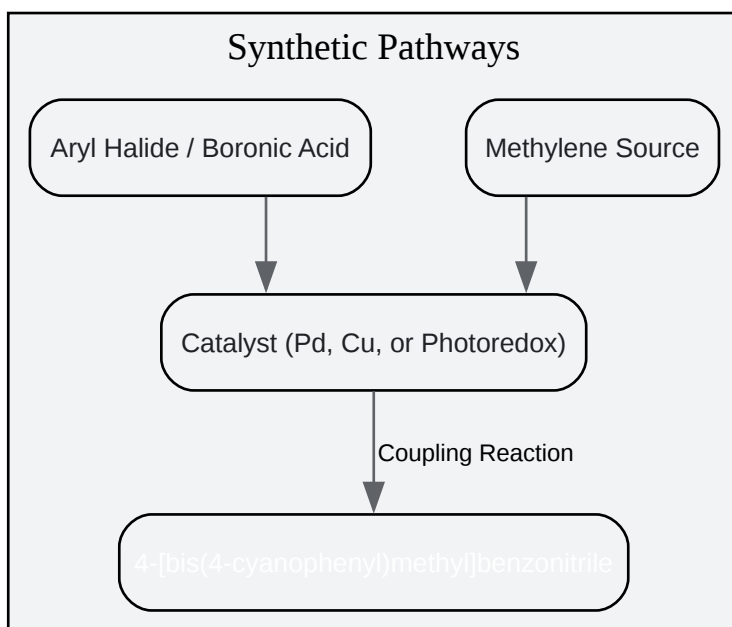 Synthetic Pathways
Aryl Halide / Boronic Acid
Methylene Source
Catalyst (Pd, Cu, or Photoredox)
Coupling Reaction
4-[bis(4-cyanophenyl)methyl]benzonitrile